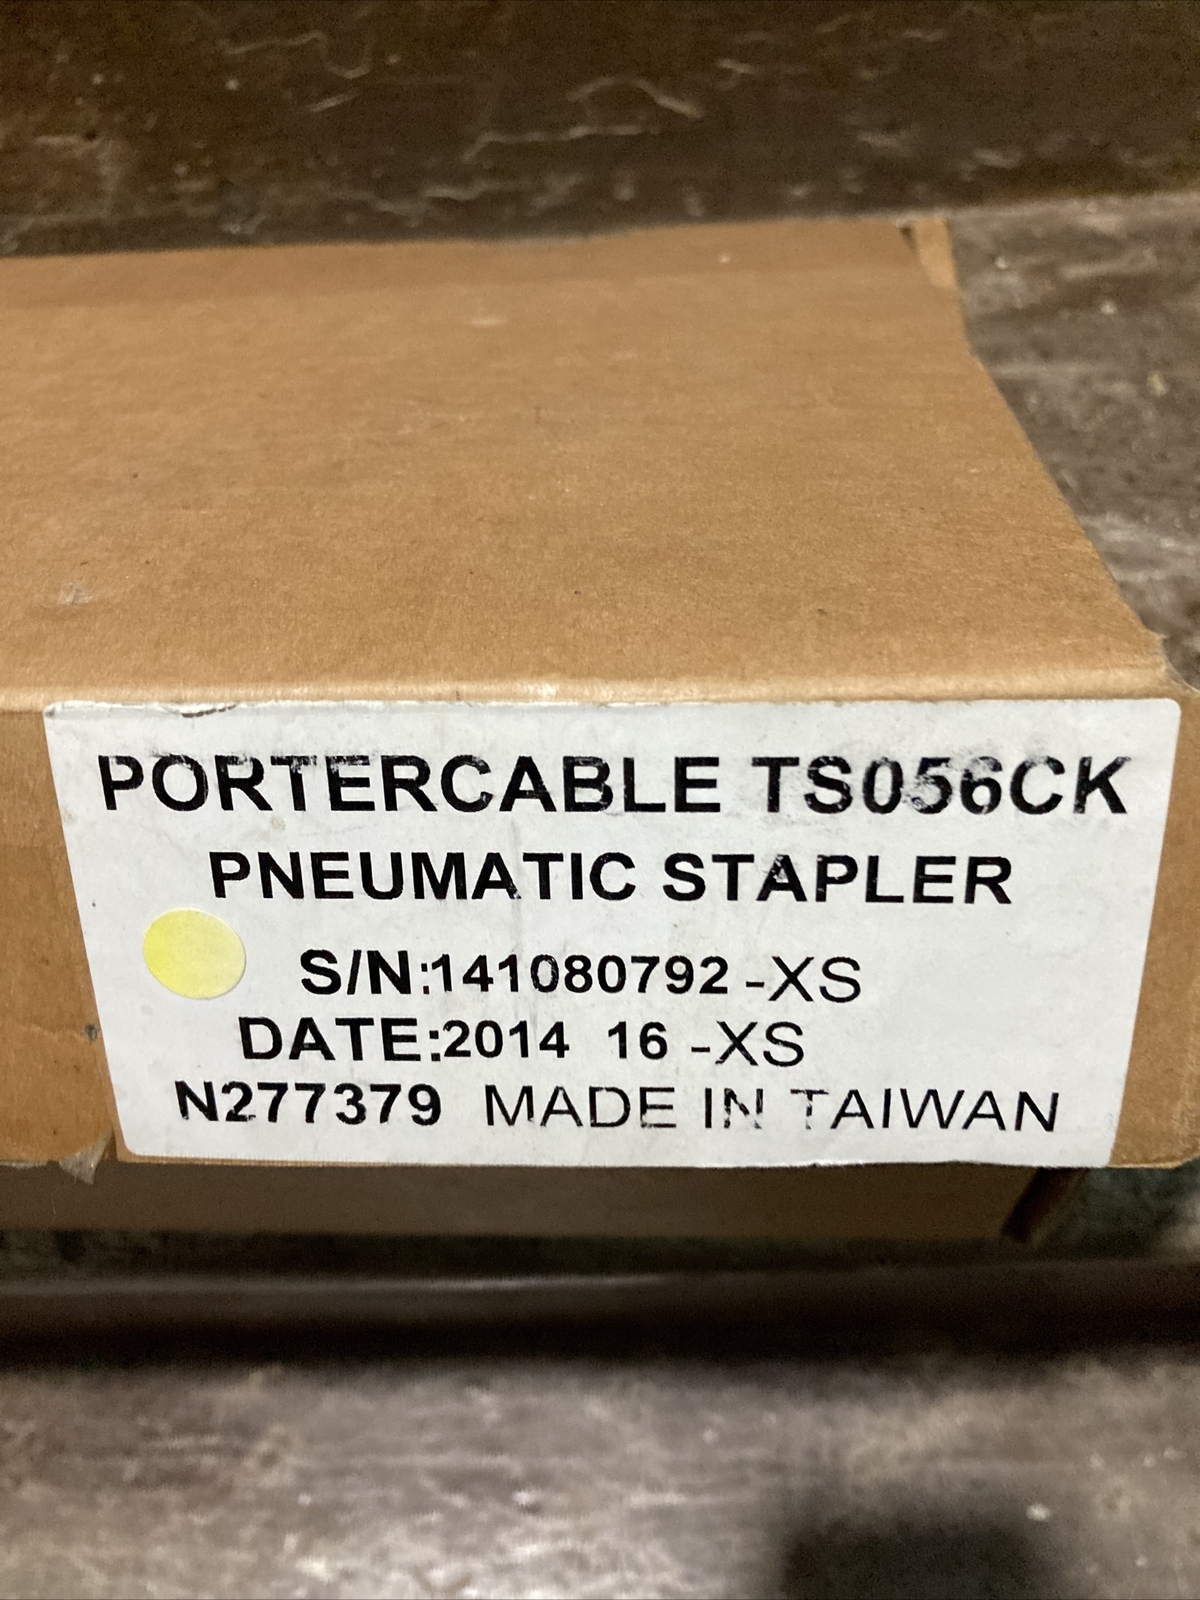 PORTERCABLE TS056CK
PNEUMATIC STAPLER
S/N:141080792-XS
DATE:2014 16-XS
N277379 MADE IN TAIWAN